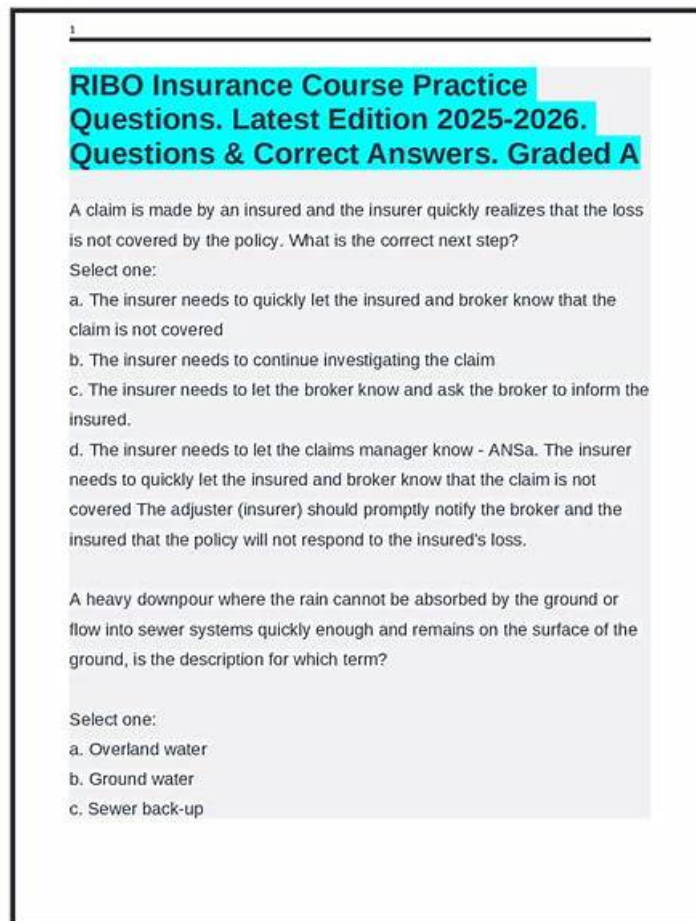 1
RIBO Insurance Course Practice
Questions. Latest Edition 2025-2026.
Questions & Correct Answers. Graded A
A claim is made by an insured and the insurer quickly realizes that the loss
is not covered by the policy. What is the correct next step?
Select one:
a. The insurer needs to quickly let the insured and broker know that the
claim is not covered
b. The insurer needs to continue investigating the claim
c. The insurer needs to let the broker know and ask the broker to inform the
insured.
d. The insurer needs to let the claims manager know - ANSa. The insurer
needs to quickly let the insured and broker know that the claim is not
covered The adjuster (insurer) should promptly notify the broker and the
insured that the policy will not respond to the insured's loss.
A heavy downpour where the rain cannot be absorbed by the ground or
flow into sewer systems quickly enough and remains on the surface of the
ground, is the description for which term?
Select one:
a. Overland water
b. Ground water
c. Sewer back-up